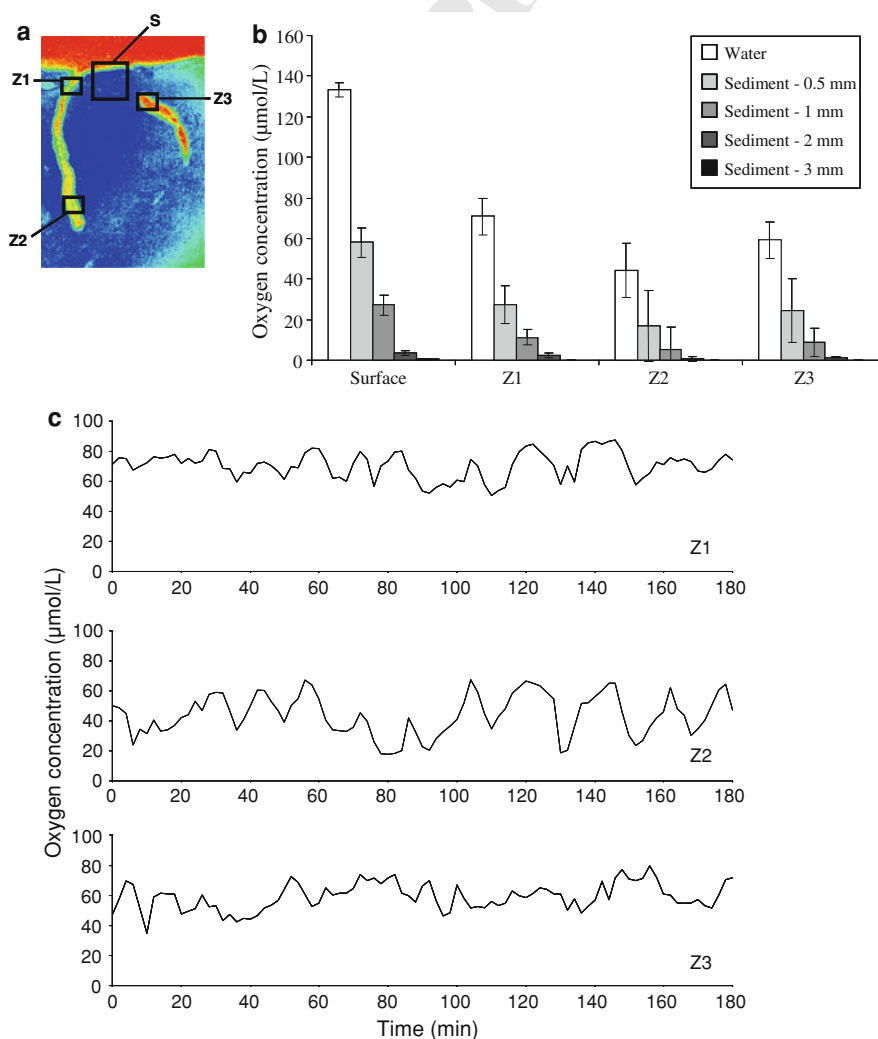 a
S
Z1
Z3
Z2
b
Oxygen concentration (µmol/L)
160
140
120
100
80
60
40
20
0
Surface Z1 Z2 Z3
Water
Sediment - 0.5 mm
Sediment - 1 mm
Sediment - 2 mm
Sediment - 3 mm
c
Oxygen concentration (µmol/L)
100
80
60
40
20
0
0 20 40 60 80 100 120 140 160 180
Z1
100
80
60
40
20
0
0 20 40 60 80 100 120 140 160 180
Z2
100
80
60
40
20
0
0 20 40 60 80 100 120 140 160 180
Z3
Time (min)